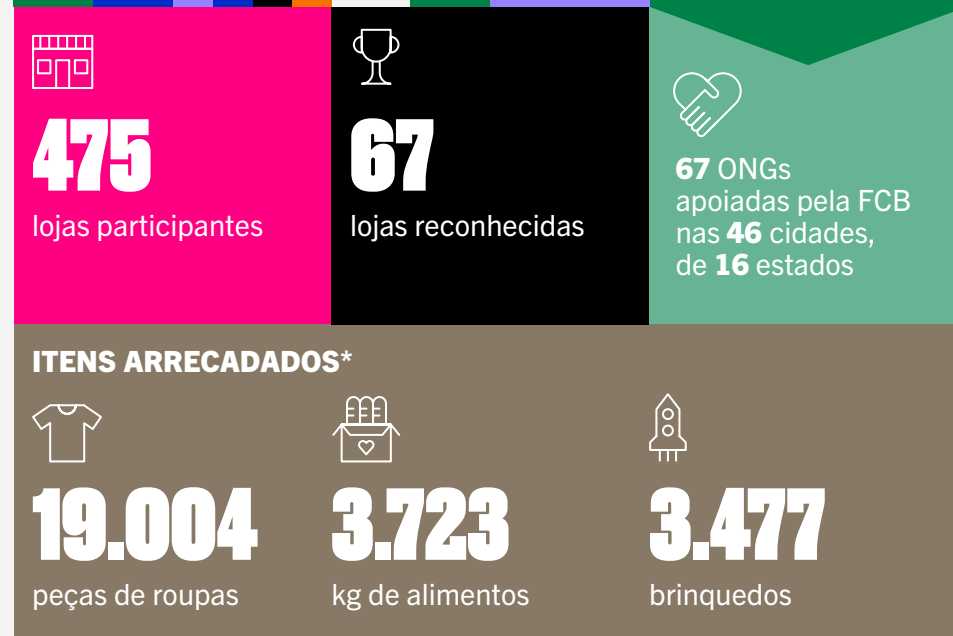 475
lojas participantes
67
lojas reconhecidas
67 ONGs
apoiadas pela FCB
nas 46 cidades,
de 16 estados
ITENS ARRECADADOS*
19.004
peças de roupas
3.723
kg de alimentos
3.477
brinquedos